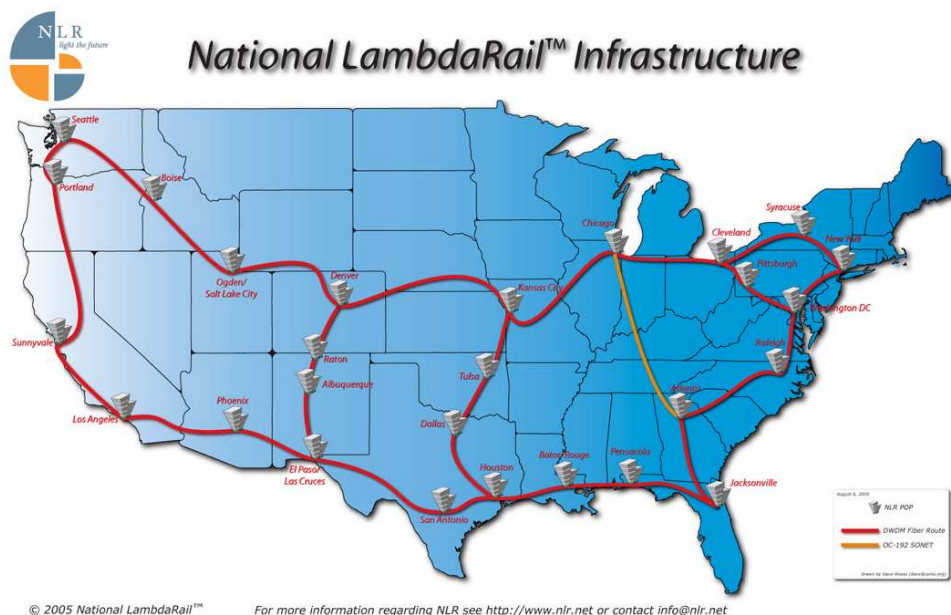 NLR
light the future
National LambdaRail™ Infrastructure
Seattle
Portland
Boise
Ogden/
Salt Lake City
Denver
Kansas City
Chicago
Cleveland
Syracuse
New York
Pittsburgh
Washington DC
Raleigh
Atlanta
Sunnyvale
Raton
Albuquerque
Tulsa
Los Angeles
Phoenix
Dallas
El Paso/
Las Cruces
Houston
San Antonio
Baton Rouge
Pensacola
Jacksonville
NLR POP
DWDM Fiber Route
OC-192 SONET
© 2005 National LambdaRail™
For more information regarding NLR see http://www.nlr.net or contact info@nlr.net